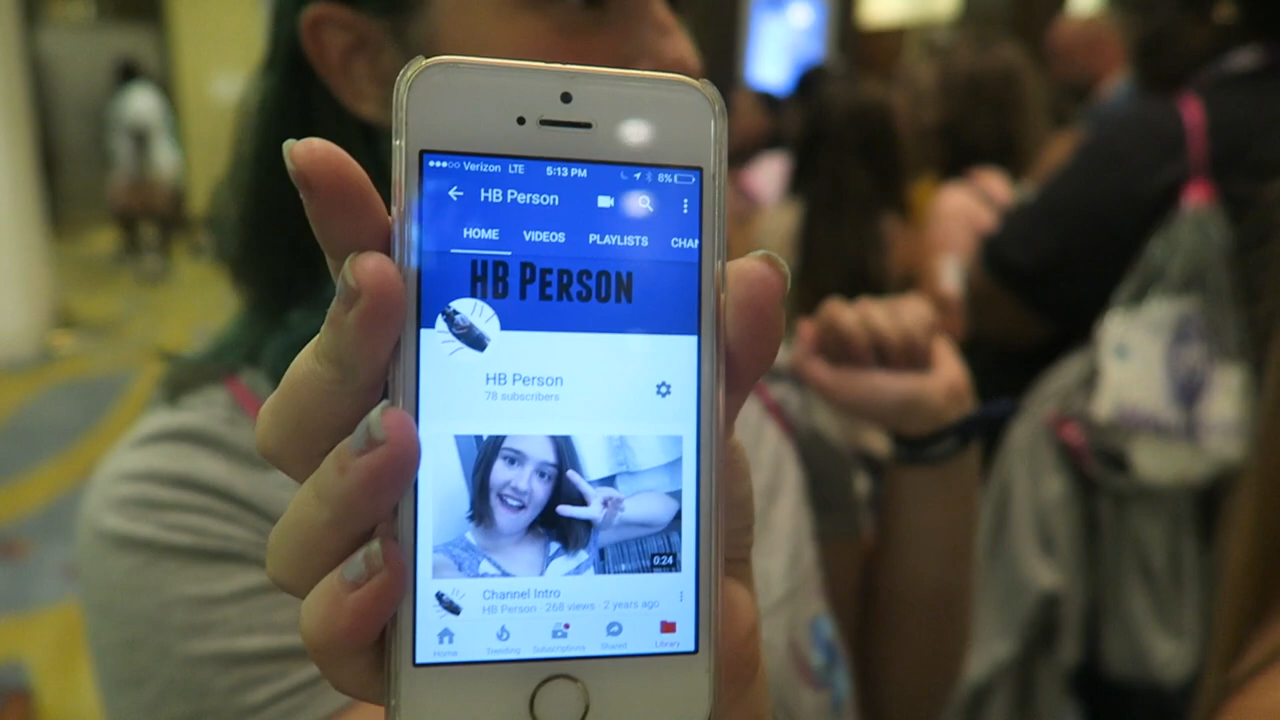 Verizon LTE 5:13 PM 8%
HB Person
HOME VIDEOS PLAYLISTS CHAN
HB PERSON
HB Person
78 subscribers
0:24
Channel Intro
HB Person · 268 views · 2 years ago
Home Trending Subscriptions Shared Library